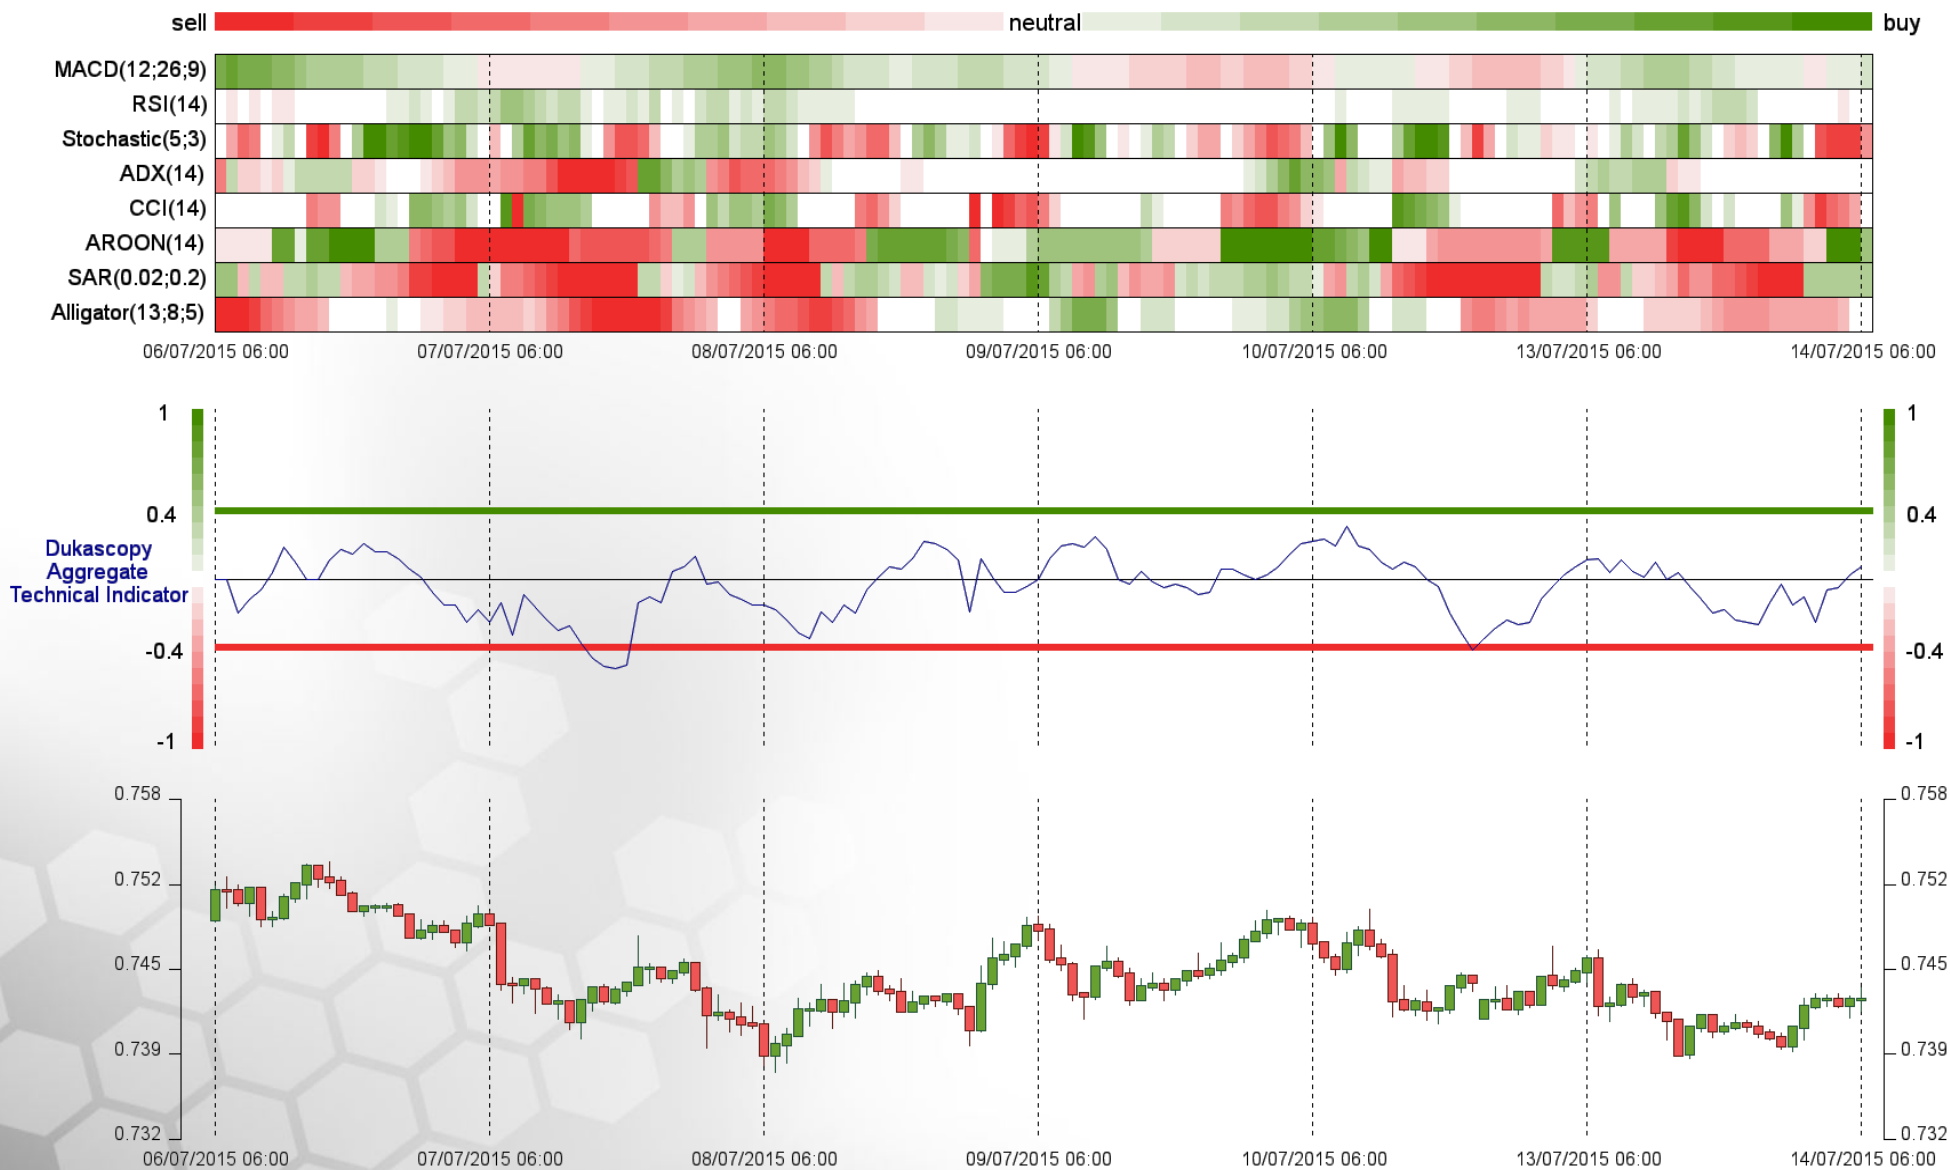 sell neutral buy
MACD(12;26;9)
RSI(14)
Stochastic(5;3)
ADX(14)
CCI(14)
AROON(14)
SAR(0.02;0.2)
Alligator(13;8;5)
06/07/2015 06:00 07/07/2015 06:00 08/07/2015 06:00 09/07/2015 06:00 10/07/2015 06:00 13/07/2015 06:00 14/07/2015 06:00
1 1
0.4 0.4
Dukascopy
Aggregate
Technical Indicator
-0.4 -0.4
-1 -1
0.758 0.758
0.752 0.752
0.745 0.745
0.739 0.739
0.732 0.732
06/07/2015 06:00 07/07/2015 06:00 08/07/2015 06:00 09/07/2015 06:00 10/07/2015 06:00 13/07/2015 06:00 14/07/2015 06:00